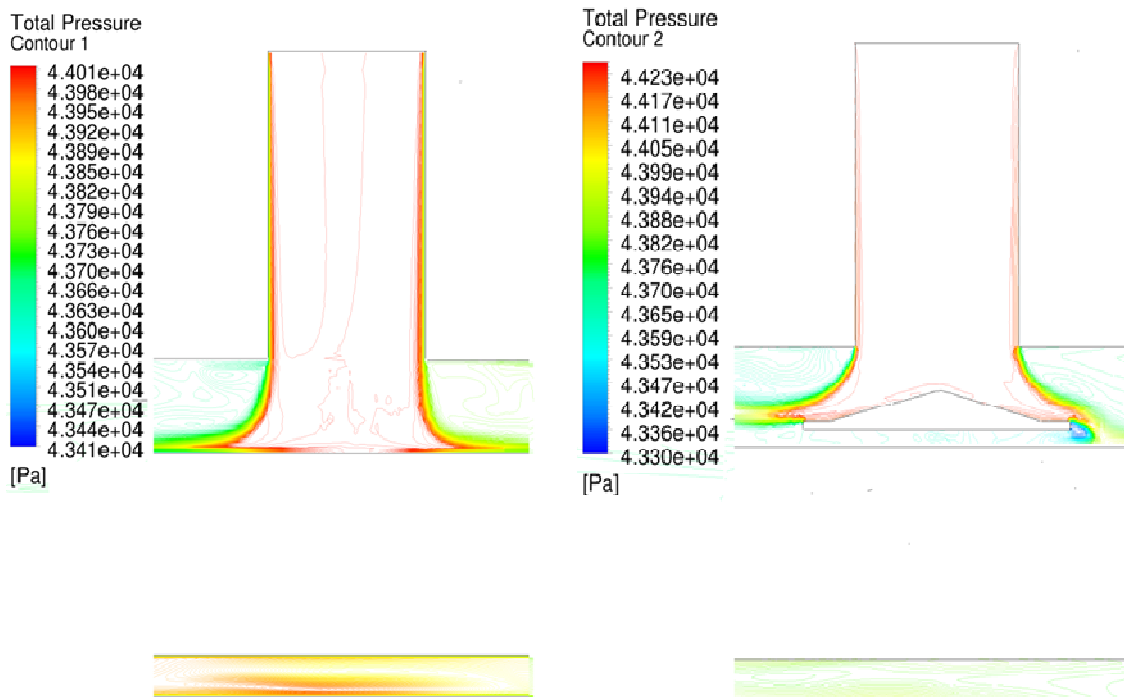 Total Pressure
Contour 1
4.401e+04
4.398e+04
4.395e+04
4.392e+04
4.389e+04
4.385e+04
4.382e+04
4.379e+04
4.376e+04
4.373e+04
4.370e+04
4.366e+04
4.363e+04
4.360e+04
4.357e+04
4.354e+04
4.351e+04
4.347e+04
4.344e+04
4.341e+04
[Pa]
Total Pressure
Contour 2
4.423e+04
4.417e+04
4.411e+04
4.405e+04
4.399e+04
4.394e+04
4.388e+04
4.382e+04
4.376e+04
4.370e+04
4.365e+04
4.359e+04
4.353e+04
4.347e+04
4.342e+04
4.336e+04
4.330e+04
[Pa]